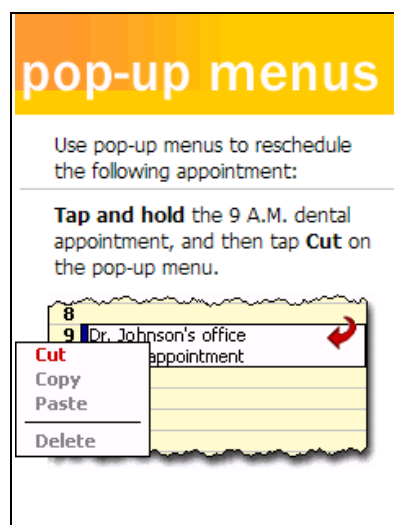 pop-up menus
Use pop-up menus to reschedule
the following appointment:
Tap and hold the 9 A.M. dental
appointment, and then tap Cut on
the pop-up menu.
8
9 Dr. Johnson's office
appointment
Cut
Copy
Paste
Delete